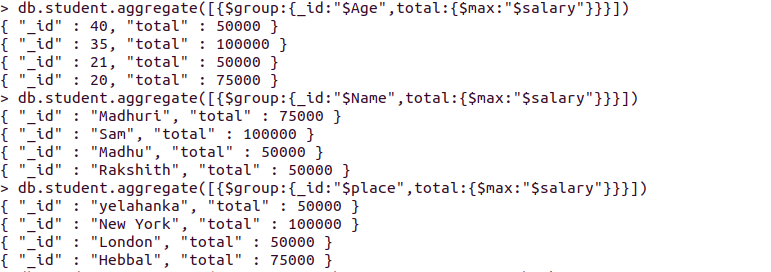 > db.student.aggregate([{$group:{_id:"$Age",total:{$max:"$salary"}}}])
{ "_id" : 40, "total" : 50000 }
{ "_id" : 35, "total" : 100000 }
{ "_id" : 21, "total" : 50000 }
{ "_id" : 20, "total" : 75000 }
> db.student.aggregate([{$group:{_id:"$Name",total:{$max:"$salary"}}}])
{ "_id" : "Madhuri", "total" : 75000 }
{ "_id" : "Sam", "total" : 100000 }
{ "_id" : "Madhu", "total" : 50000 }
{ "_id" : "Rakshith", "total" : 50000 }
> db.student.aggregate([{$group:{_id:"$place",total:{$max:"$salary"}}}])
{ "_id" : "yelahanka", "total" : 50000 }
{ "_id" : "New York", "total" : 100000 }
{ "_id" : "London", "total" : 50000 }
{ "_id" : "Hebbal", "total" : 75000 }